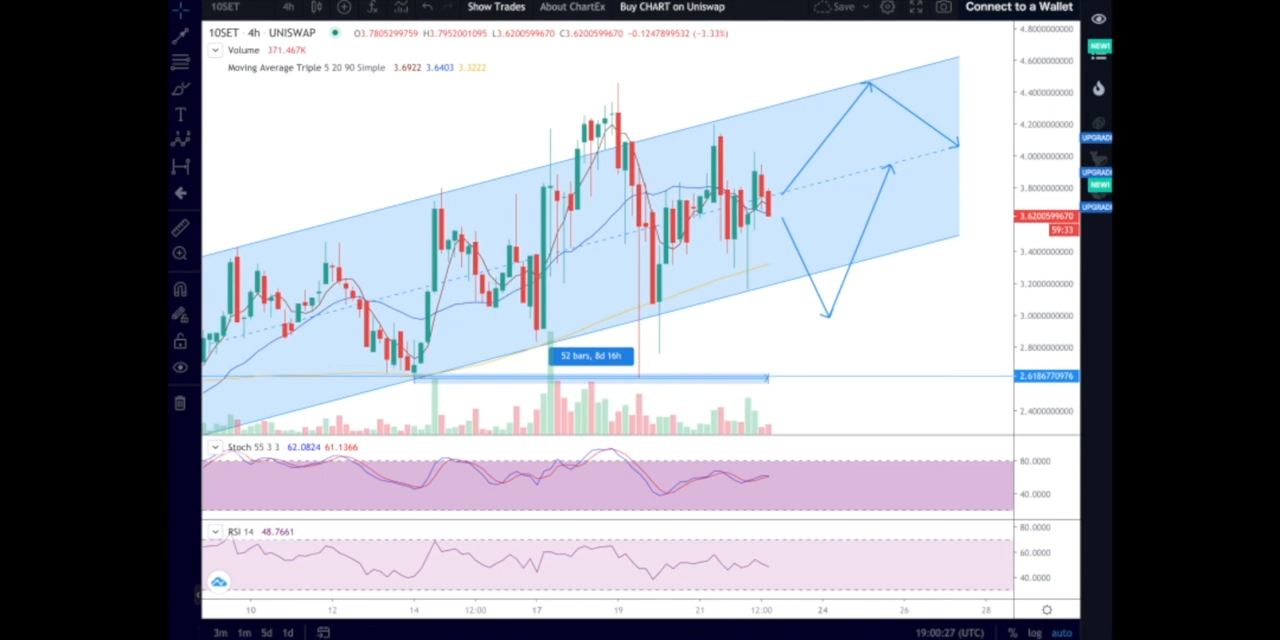 10SET 4h Show Trades About ChartEx Buy CHART on Uniswap Save Connect to a Wallet
10SET · 4h · UNISWAP O3.7805299759 H3.7952001095 L3.6200599670 C3.6200599670 -0.1247899532 (-3.33%)
Volume 371.467K
Moving Average Triple 5 20 90 Simple 3.6922 3.6403 3.3222
4.8000000000
4.6000000000
4.4000000000
4.2000000000
4.0000000000
3.8000000000
3.6200599670
59:33
3.4000000000
3.2000000000
3.0000000000
2.8000000000
2.6186770976
2.4000000000
NEW!
UPGRAD
UPGRAD
NEW!
UPGRAD
52 bars, 8d 16h
Stoch 55 3 3 62.0824 61.1366
80.0000
40.0000
RSI 14 48.7661
80.0000
60.0000
40.0000
10 12 14 12:00 17 19 21 12:00 24 26 28
3m 1m 5d 1d 19:00:27 (UTC) % log auto